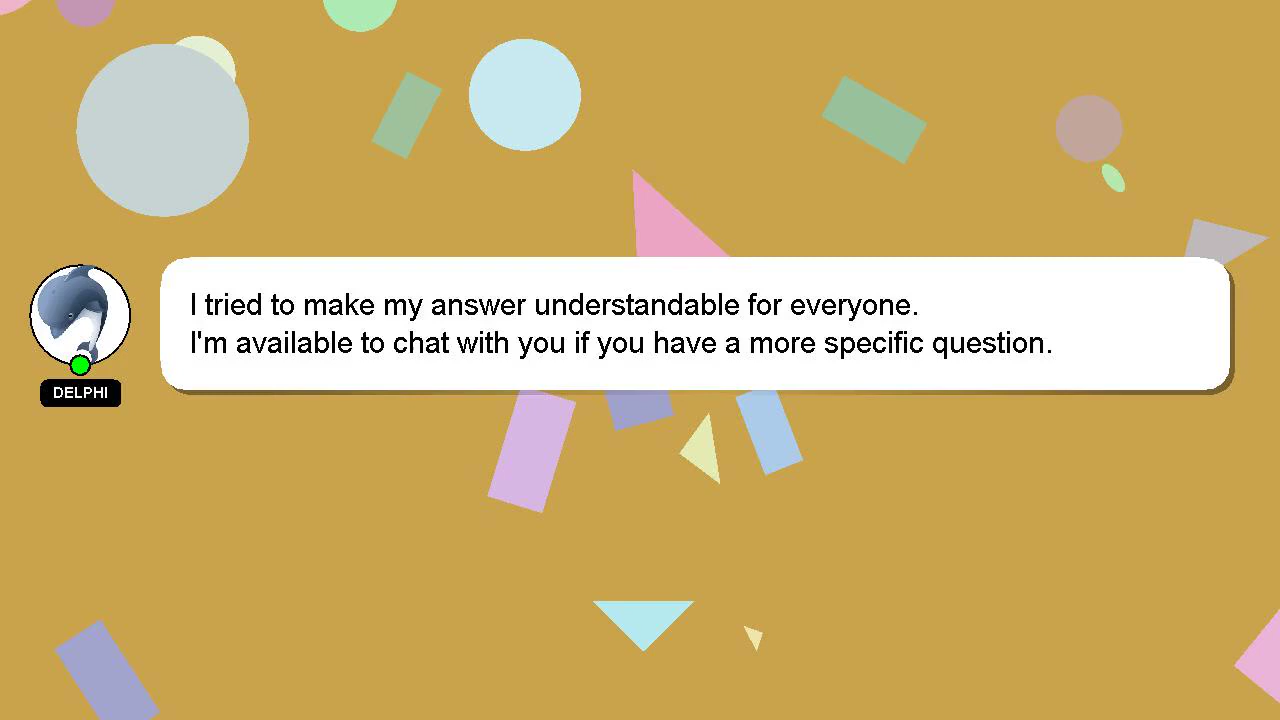 I tried to make my answer understandable for everyone.
I'm available to chat with you if you have a more specific question.
DELPHI